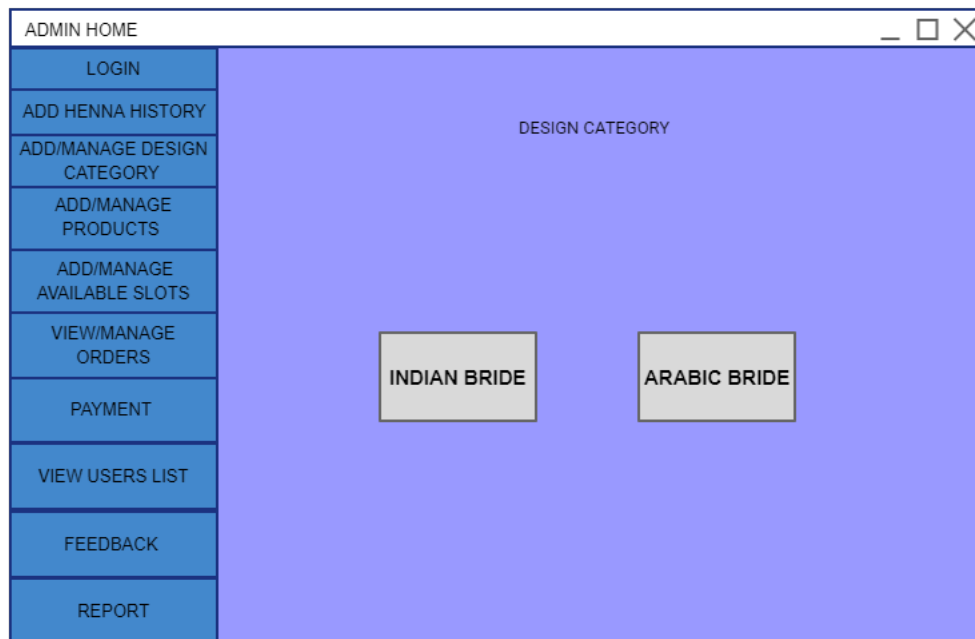 ADMIN HOME
LOGIN
ADD HENNA HISTORY
ADD/MANAGE DESIGN
CATEGORY
ADD/MANAGE
PRODUCTS
ADD/MANAGE
AVAILABLE SLOTS
VIEW/MANAGE
ORDERS
PAYMENT
VIEW USERS LIST
FEEDBACK
REPORT
DESIGN CATEGORY
INDIAN BRIDE
ARABIC BRIDE